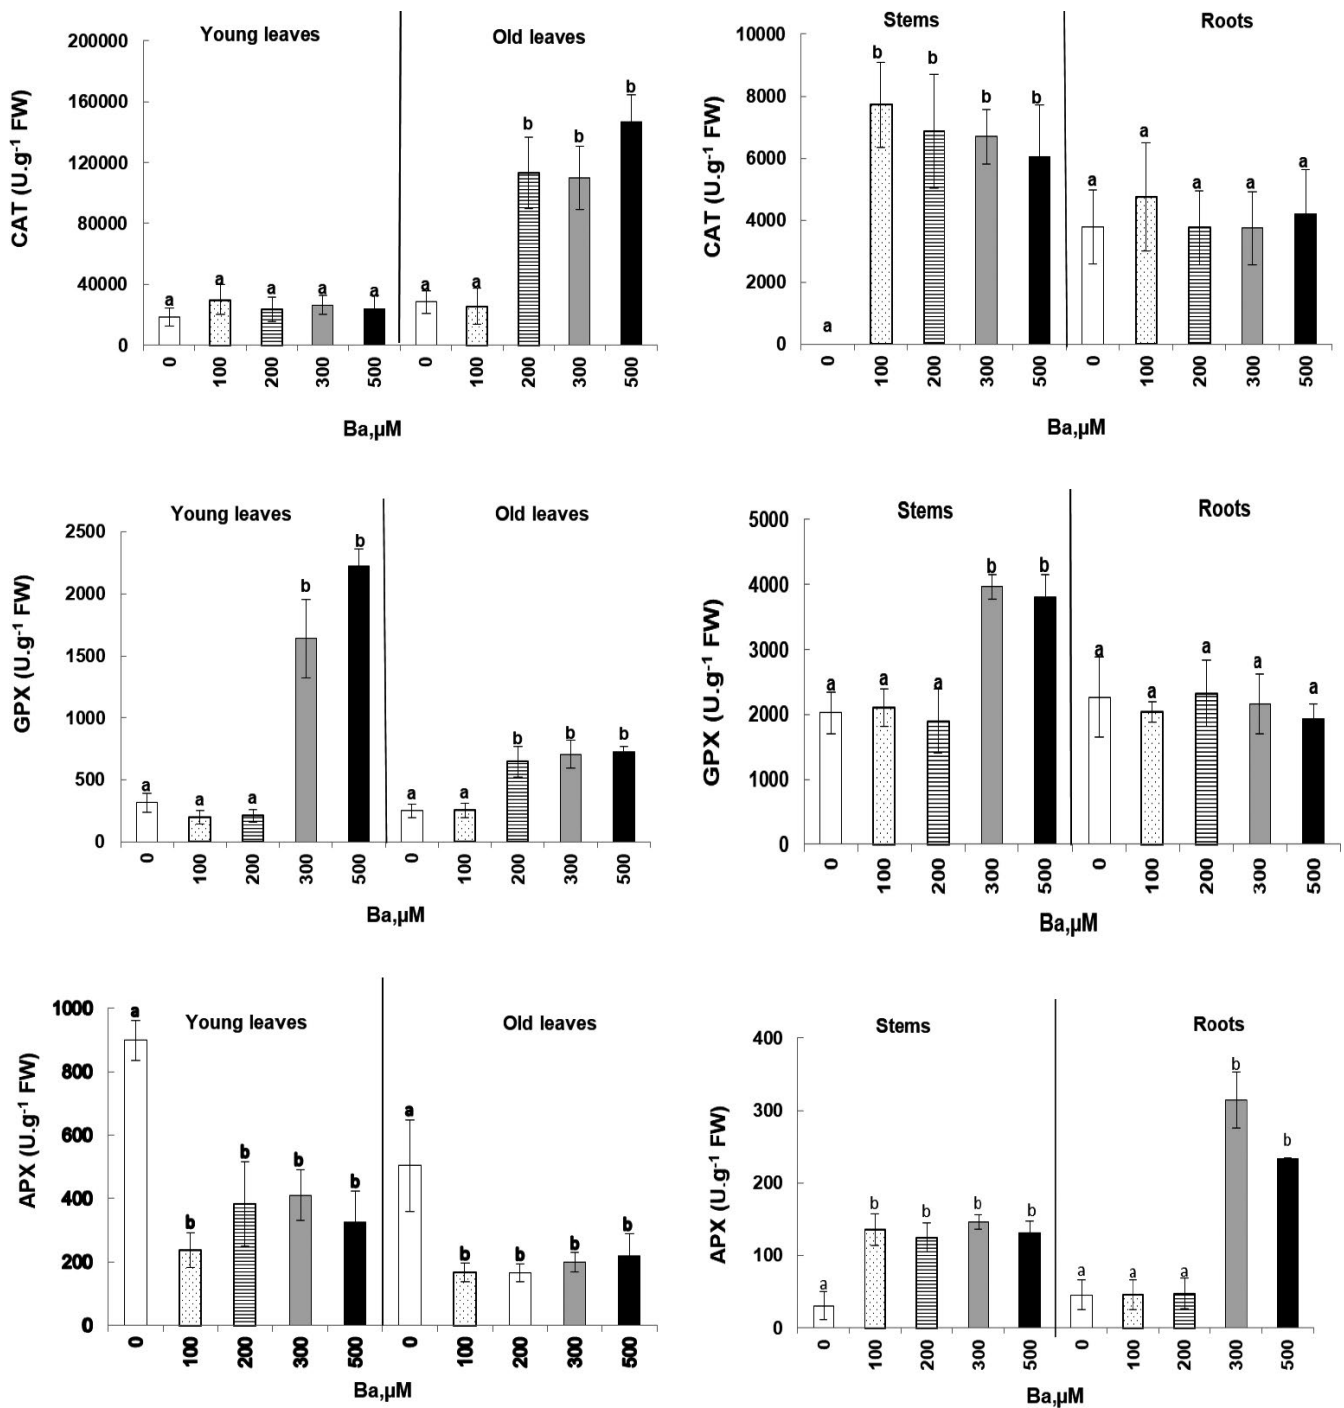 Young leaves Old leaves
CAT (U.g⁻¹ FW)
200000
160000
120000
80000
40000
0
a a a a a a a b b b
0 100 200 300 500 0 100 200 300 500
Ba,µM
Stems Roots
CAT (U.g⁻¹ FW)
10000
8000
6000
4000
2000
0
a b b b b a a a a a
0 100 200 300 500 0 100 200 300 500
Ba,µM
Young leaves Old leaves
GPX (U.g⁻¹ FW)
2500
2000
1500
1000
500
0
a a a b b a a b b b
0 100 200 300 500 0 100 200 300 500
Ba,µM
Stems Roots
GPX (U.g⁻¹ FW)
5000
4000
3000
2000
1000
0
a a a b b a a a a a
0 100 200 300 500 0 100 200 300 500
Ba,µM
Young leaves Old leaves
APX (U.g⁻¹ FW)
1000
800
600
400
200
0
a b b b b a b b b b
0 100 200 300 500 0 100 200 300 500
Ba,µM
Stems Roots
APX (U.g⁻¹ FW)
400
300
200
100
0
a b b b b a a a b b
0 100 200 300 500 0 100 200 300 500
Ba,µM